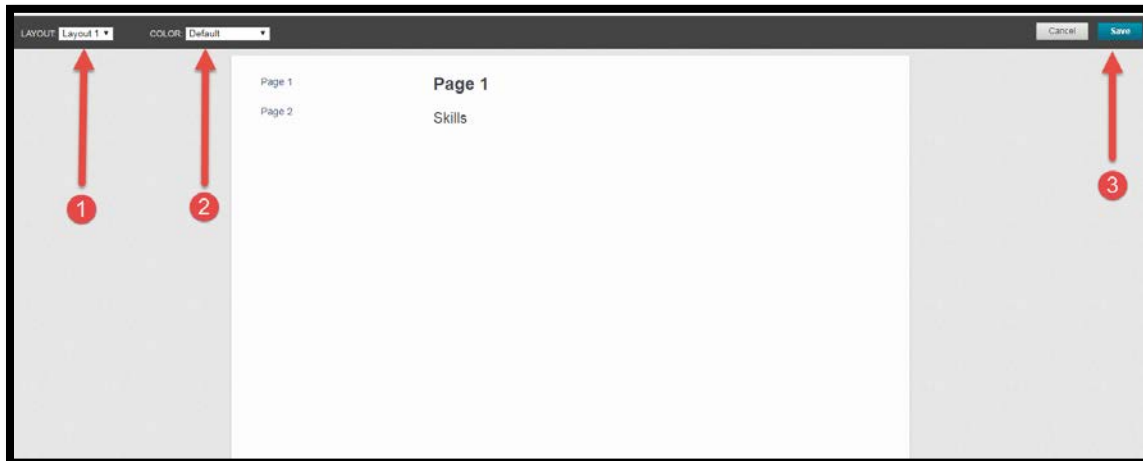 LAYOUT: Layout 1 COLOR: Default Cancel Save
Page 1 Page 1
Page 2 Skills
1 2 3